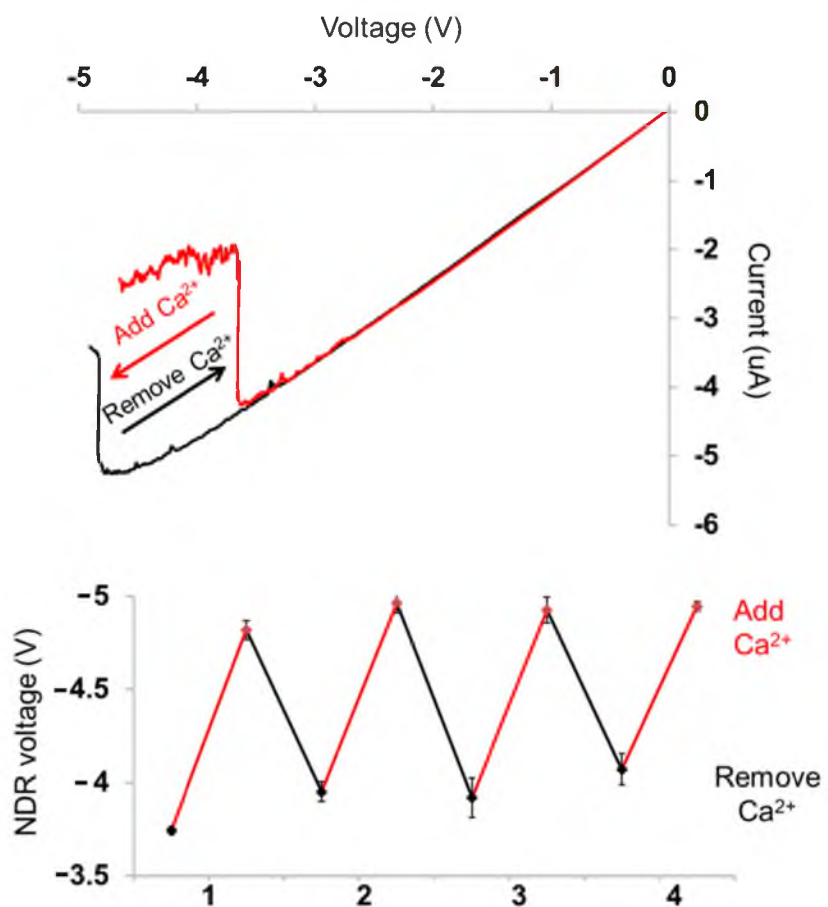 Voltage (V)
-5 -4 -3 -2 -1 0
0
-1
-2
-3
-4
-5
-6
Current (uA)
Add Ca²⁺
Remove Ca²⁺
NDR voltage (V)
−5
−4.5
−4
−3.5
1 2 3 4
Add
Ca²⁺
Remove
Ca²⁺